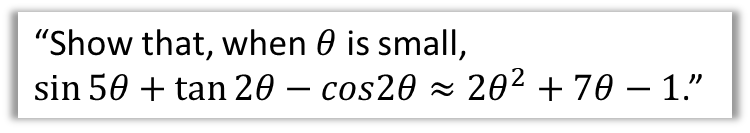 “Show that, when 𝜃 is small,
sin 5𝜃 + tan 2𝜃 − 𝑐𝑜𝑠2𝜃 ≈ 2𝜃² + 7𝜃 − 1.”